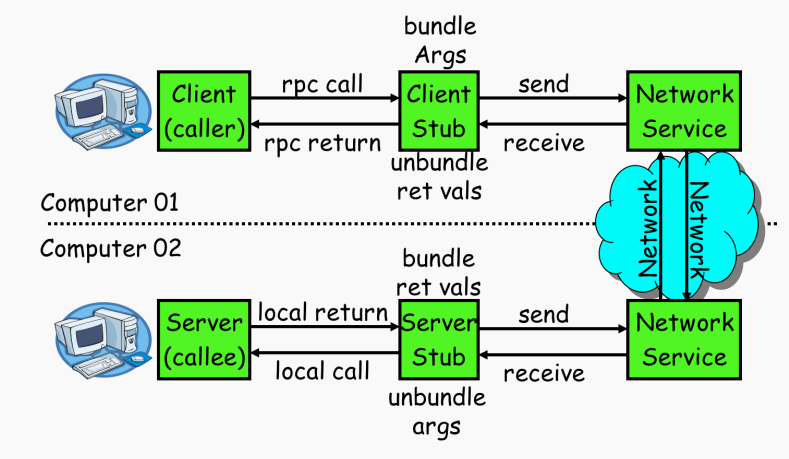 bundle
Args
Client
(caller)
rpc call
rpc return
Client
Stub
send
receive
Network
Service
unbundle
ret vals
Computer 01
Network
Network
Computer 02
bundle
ret vals
Server
(callee)
local return
local call
Server
Stub
send
receive
Network
Service
unbundle
args